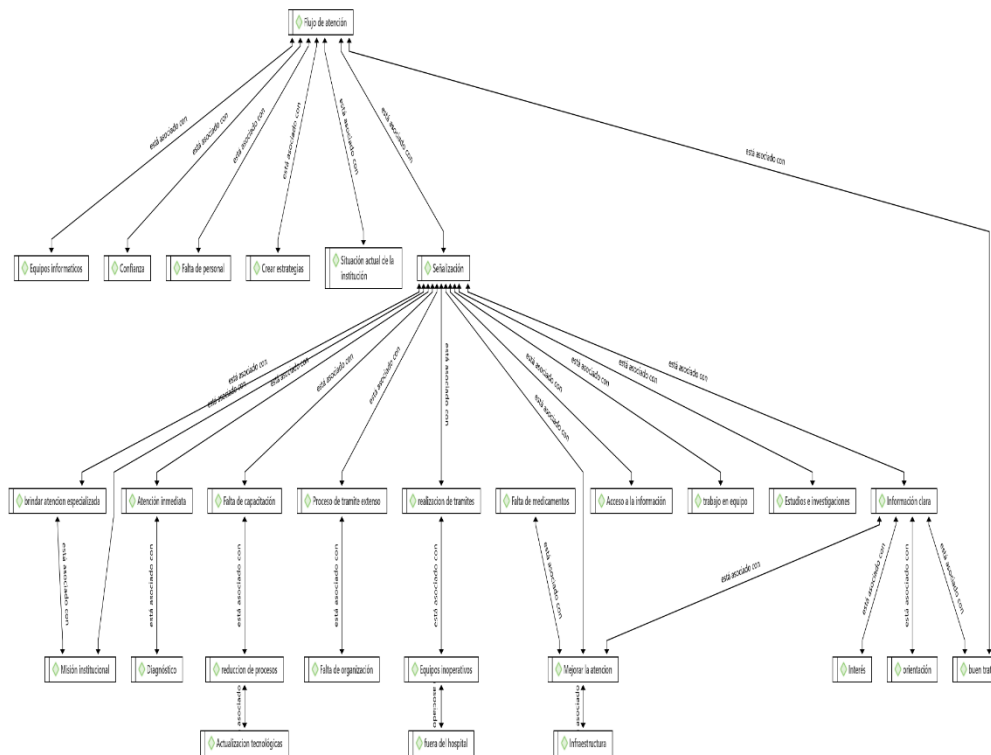 Flujo de atención
está asociado con
está asociado con
está asociado con
está asociado con
está asociado con
está asociado con
está asociado con
Equipos informaticos
Confianza
Falta de personal
Crear estrategias
Situación actual de la
institución
Señalización
está asociado con
está asociado con
está asociado con
está asociado con
está asociado con
está asociado con
está asociado con
está asociado con
está asociado con
está asociado con
está asociado con
brindar atencion especializada
Atención inmediata
Falta de capacitación
Proceso de tramite extenso
realizacion de tramites
Falta de medicamentos
Acceso a la información
trabajo en equipo
Estudios e investigaciones
Información clara
está asociado con
está asociado con
está asociado con
está asociado con
está asociado con
está asociado con
está asociado con
está asociado con
está asociado con
está asociado con
Misión institucional
Diagnóstico
reduccion de procesos
Falta de organización
Equipos inoperativos
Mejorar la atencion
Interés
orientación
buen trat
asociado
asociado
asociado
Actualizacion tecnológicas
fuera del hospital
Infraestructura